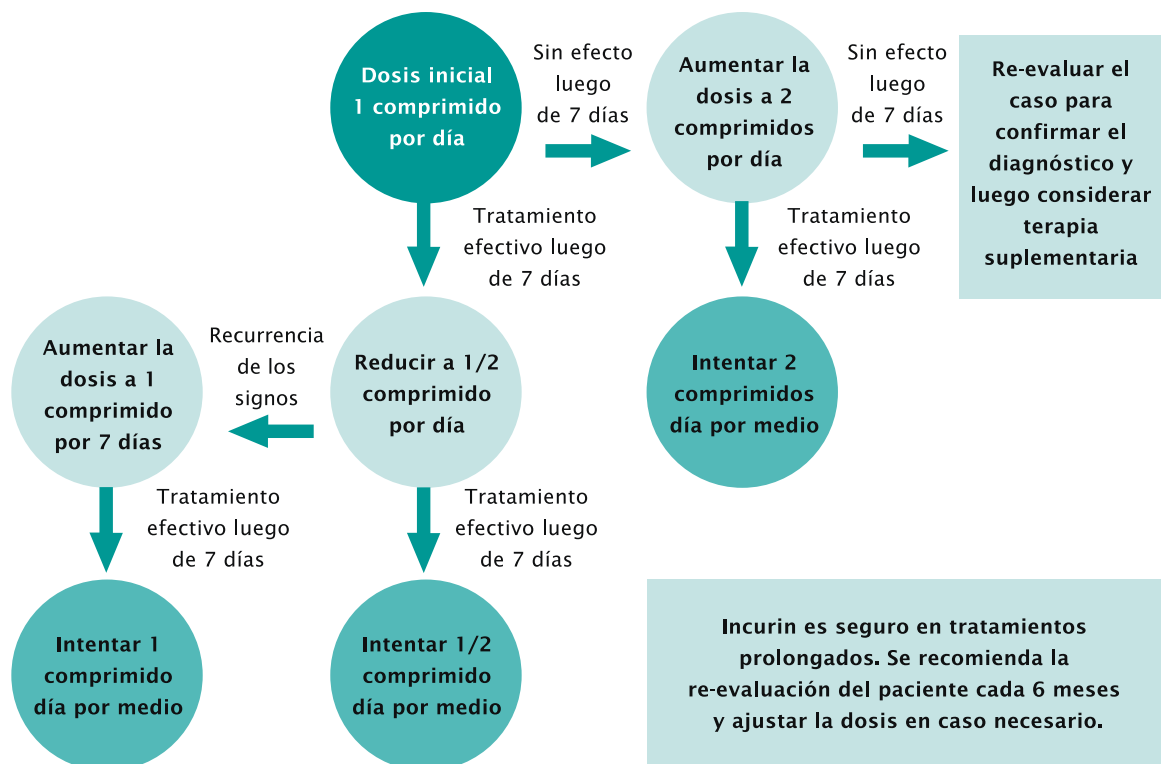 Dosis inicial
1 comprimido
por día
Sin efecto
luego
de 7 días
Aumentar la
dosis a 2
comprimidos
por día
Sin efecto
luego
de 7 días
Re-evaluar el
caso para
confirmar el
diagnóstico y
luego considerar
terapia
suplementaria
Tratamiento
efectivo luego
de 7 días
Tratamiento
efectivo luego
de 7 días
Aumentar la
dosis a 1
comprimido
por 7 días
Recurrencia
de los
signos
Reducir a 1/2
comprimido
por día
Intentar 2
comprimidos
día por medio
Tratamiento
efectivo luego
de 7 días
Tratamiento
efectivo luego
de 7 días
Intentar 1
comprimido
día por medio
Intentar 1/2
comprimido
día por medio
Incurin es seguro en tratamientos
prolongados. Se recomienda la
re-evaluación del paciente cada 6 meses
y ajustar la dosis en caso necesario.